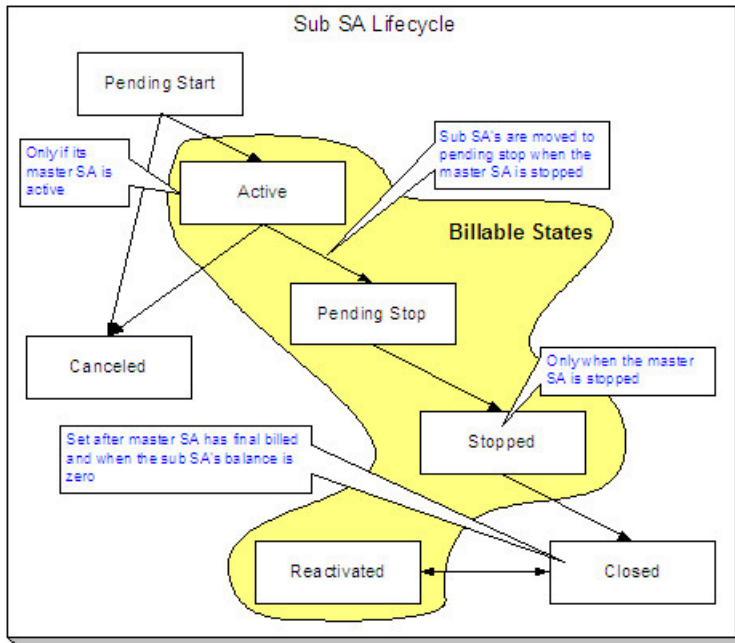 Sub SA Lifecycle
Pending Start
Only if its
master SA is
active
Sub SA's are moved to
pending stop when the
master SA is stopped
Active
Billable States
Pending Stop
Canceled
Only when the master
SA is stopped
Stopped
Set after master SA has final billed
and when the sub SA's balance is
zero
Reactivated
Closed